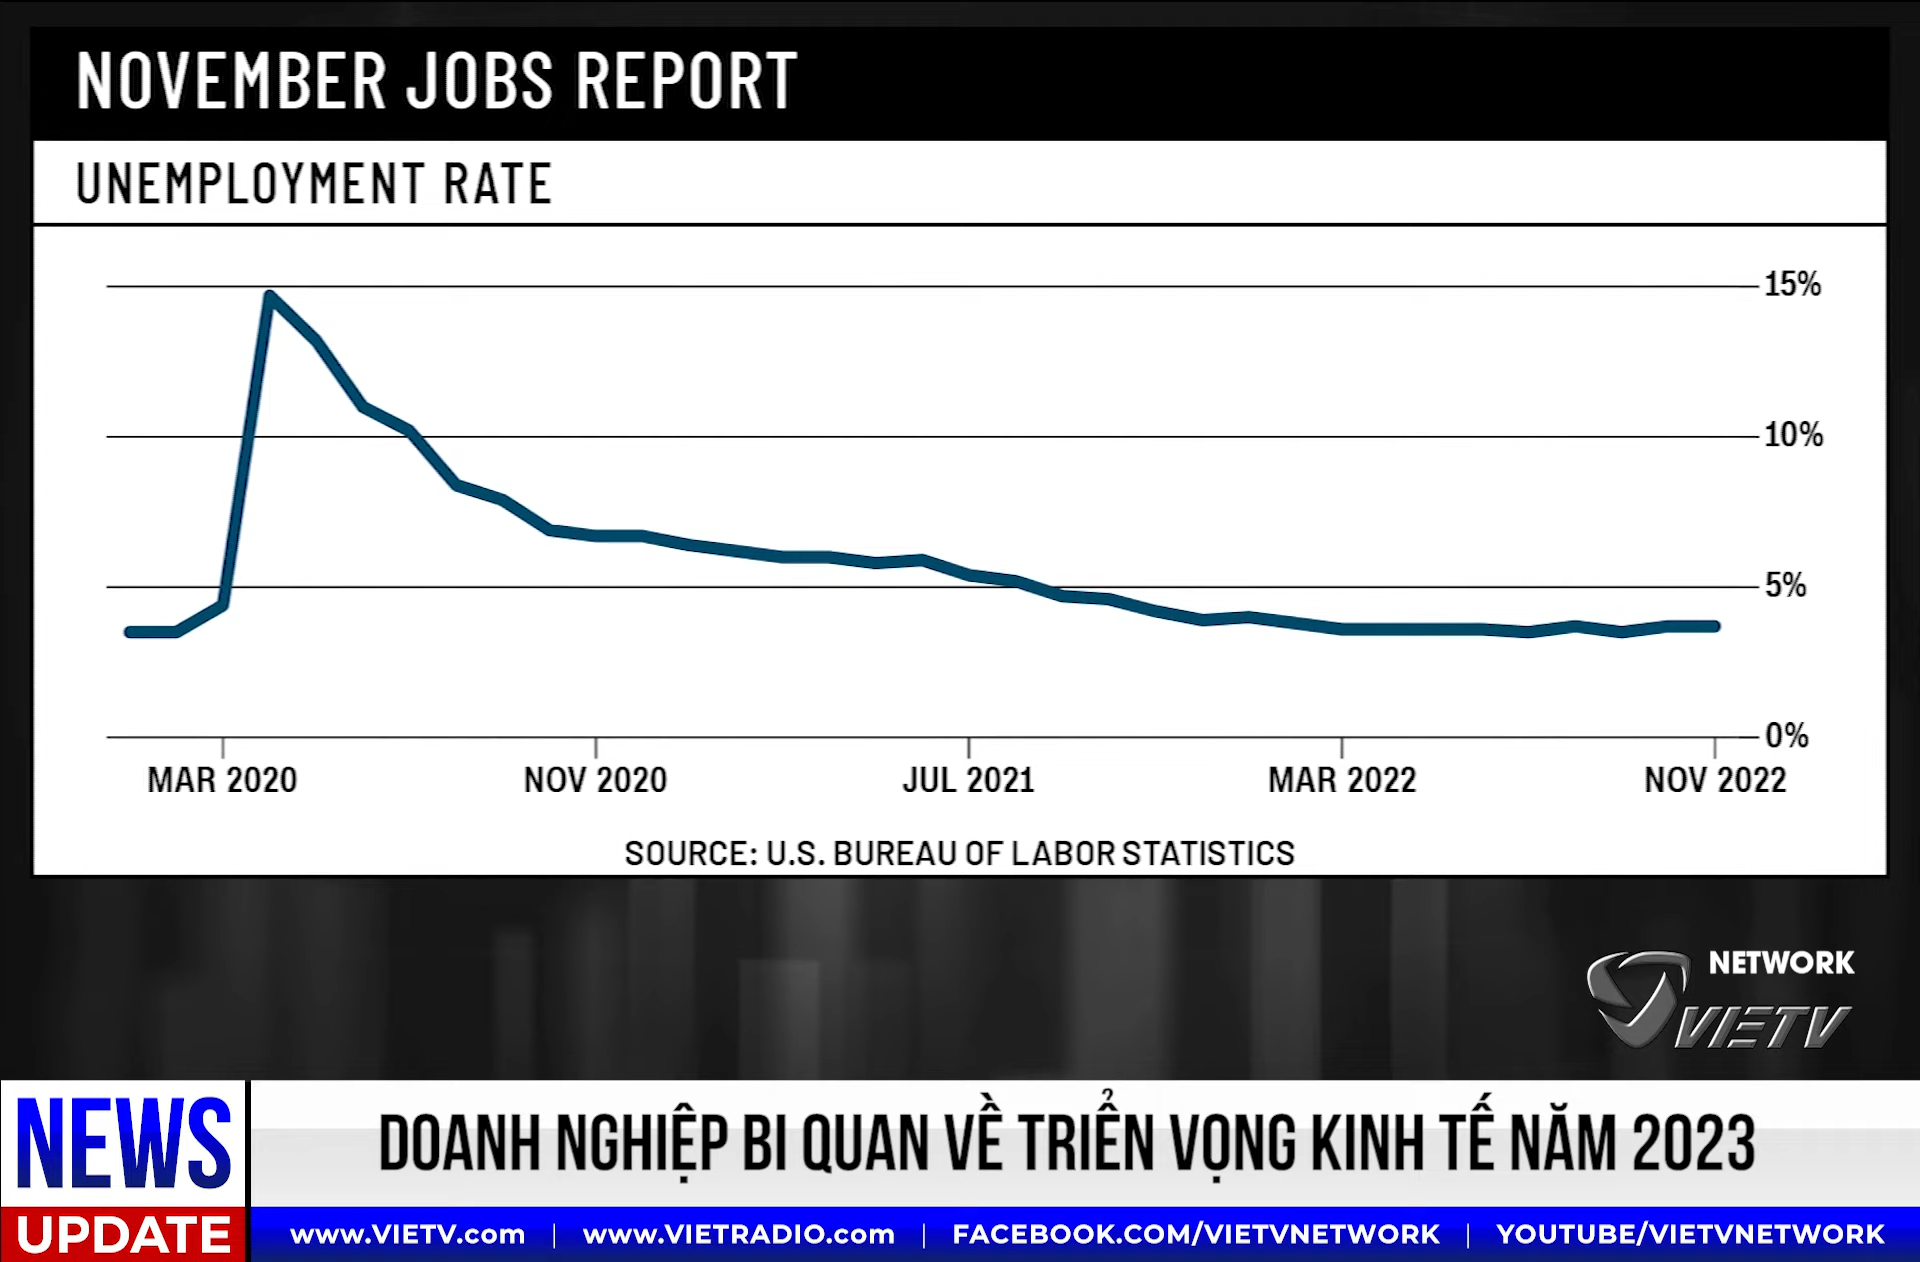 NOVEMBER JOBS REPORT
UNEMPLOYMENT RATE
15%
10%
5%
0%
MAR 2020 NOV 2020 JUL 2021 MAR 2022 NOV 2022
SOURCE: U.S. BUREAU OF LABOR STATISTICS
NETWORK
VIETV
NEWS
UPDATE
DOANH NGHIỆP BI QUAN VỀ TRIỂN VỌNG KINH TẾ NĂM 2023
www.VIETV.com | www.VIETRADIO.com | FACEBOOK.COM/VIETVNETWORK | YOUTUBE/VIETVNETWORK